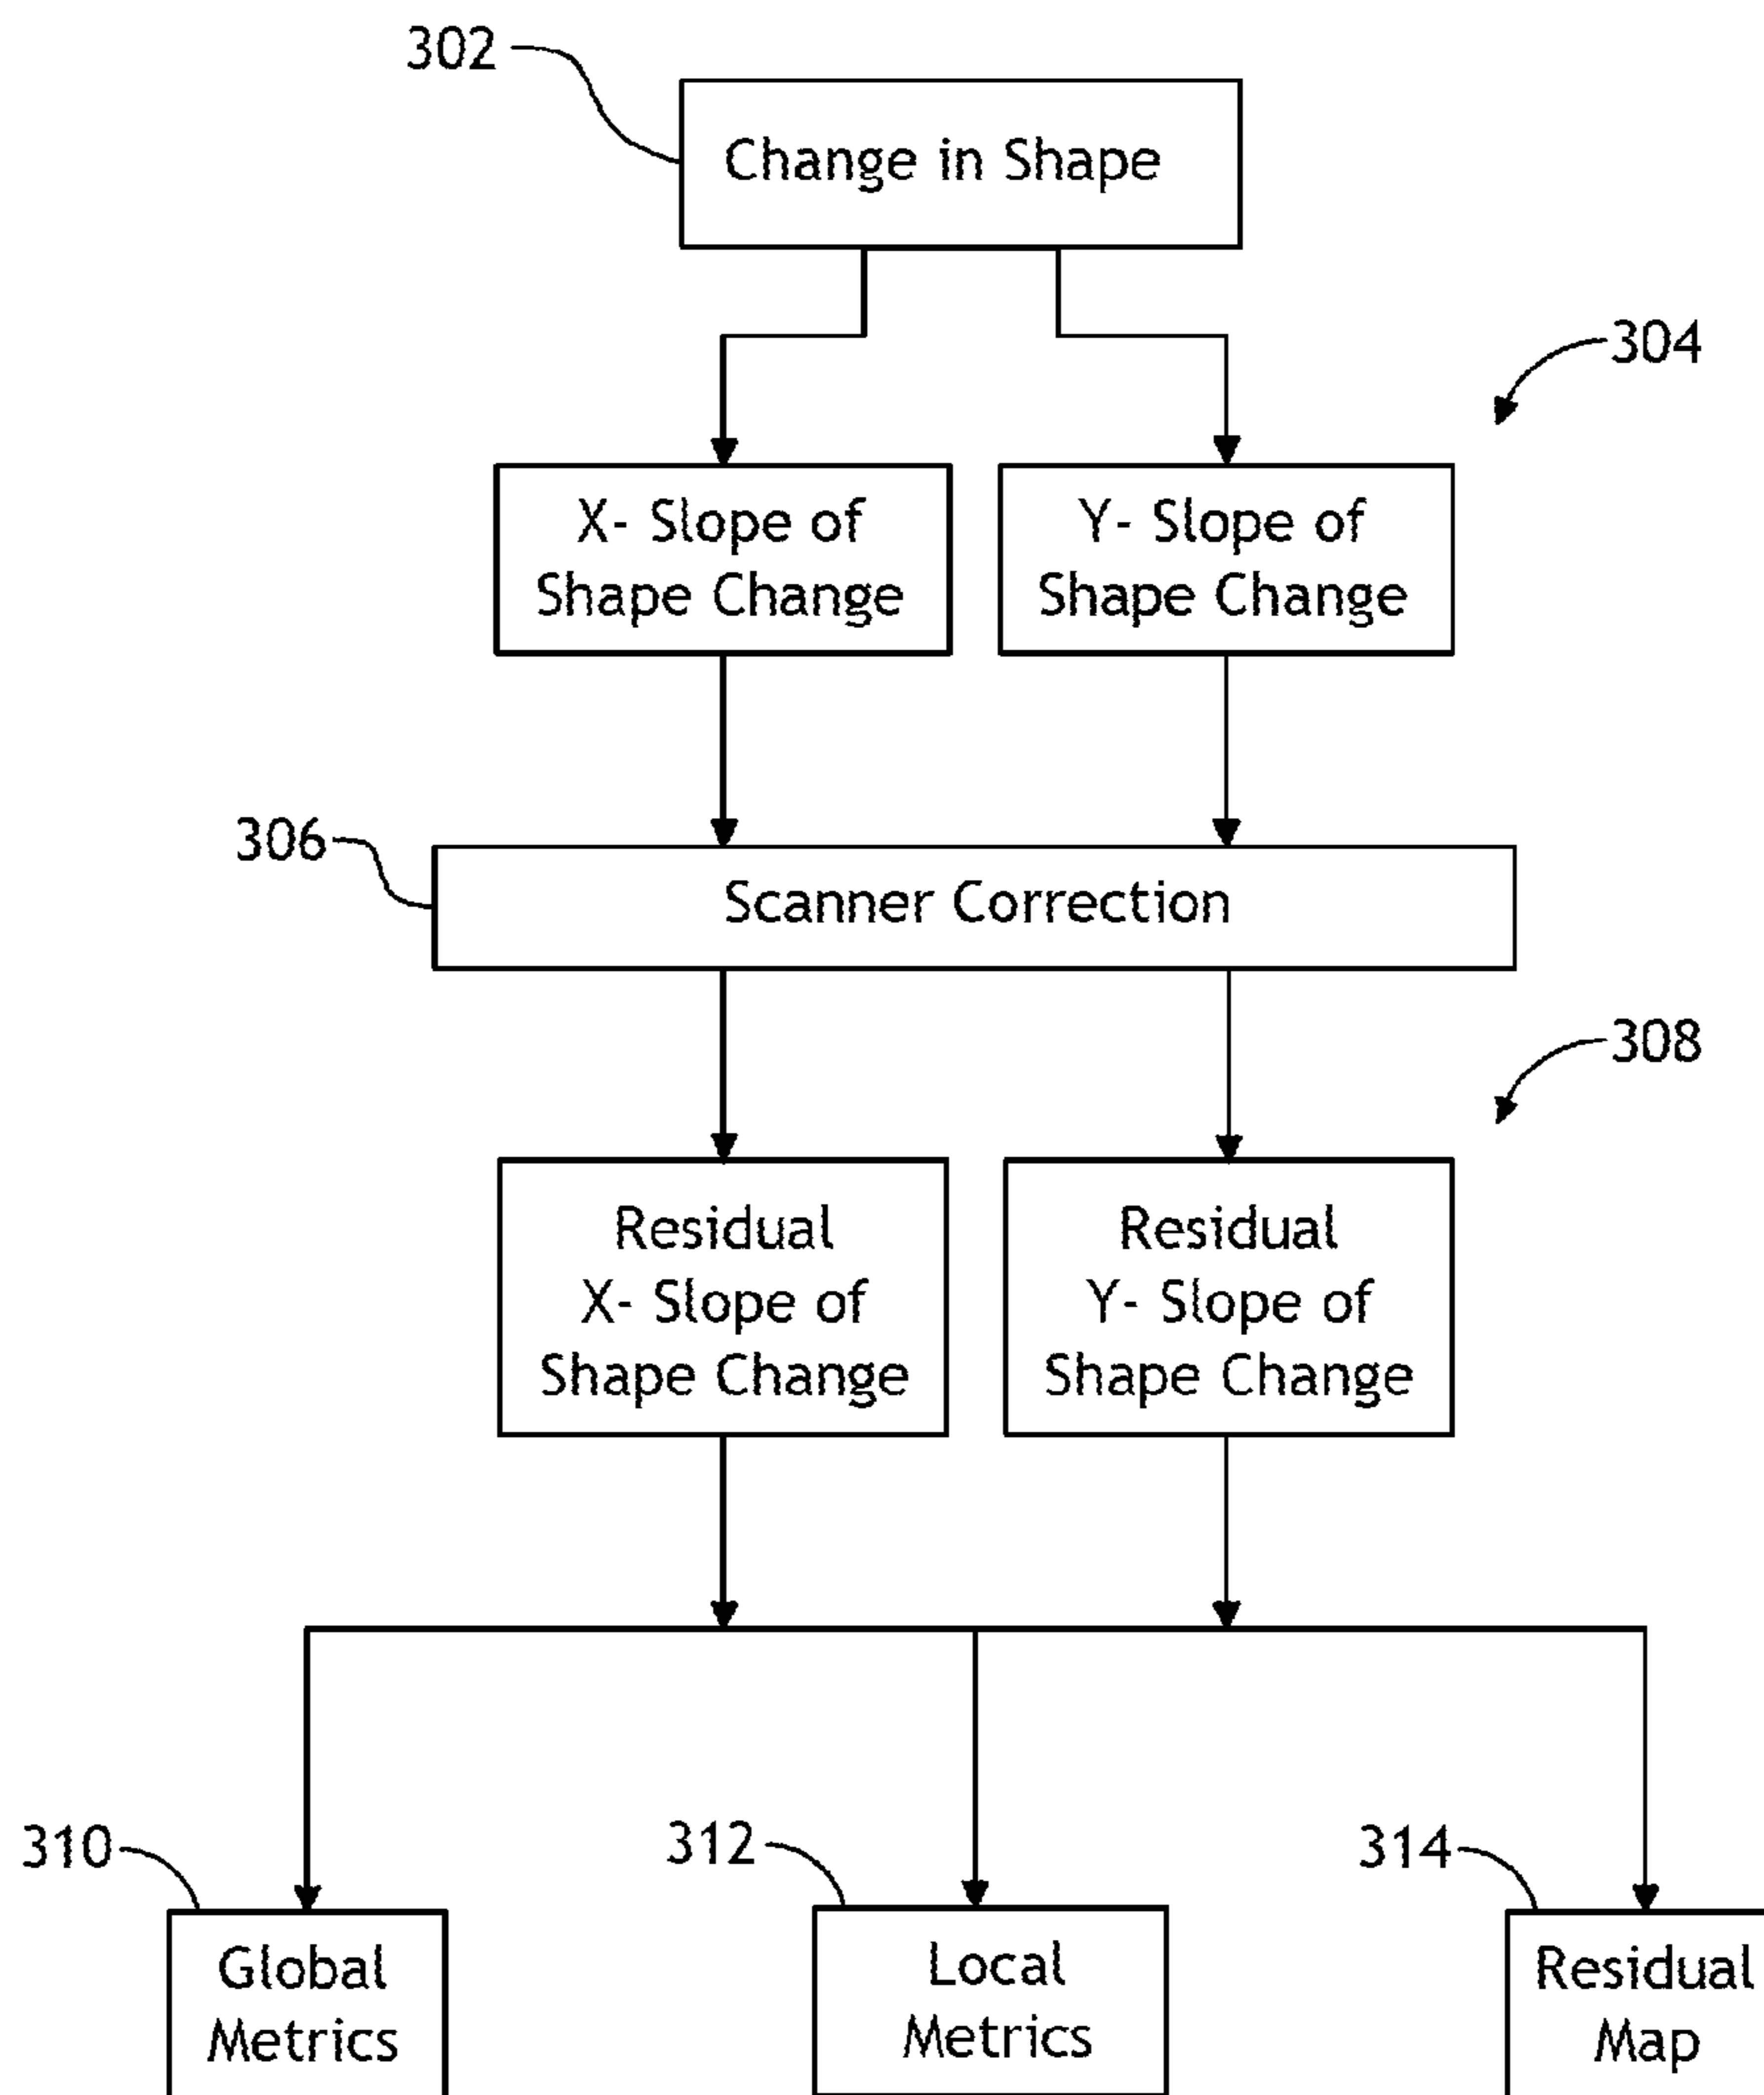 302
Change in Shape
304
X- Slope of
Shape Change
Y- Slope of
Shape Change
306
Scanner Correction
308
Residual
X- Slope of
Shape Change
Residual
Y- Slope of
Shape Change
310
312
314
Global
Metrics
Local
Metrics
Residual
Map